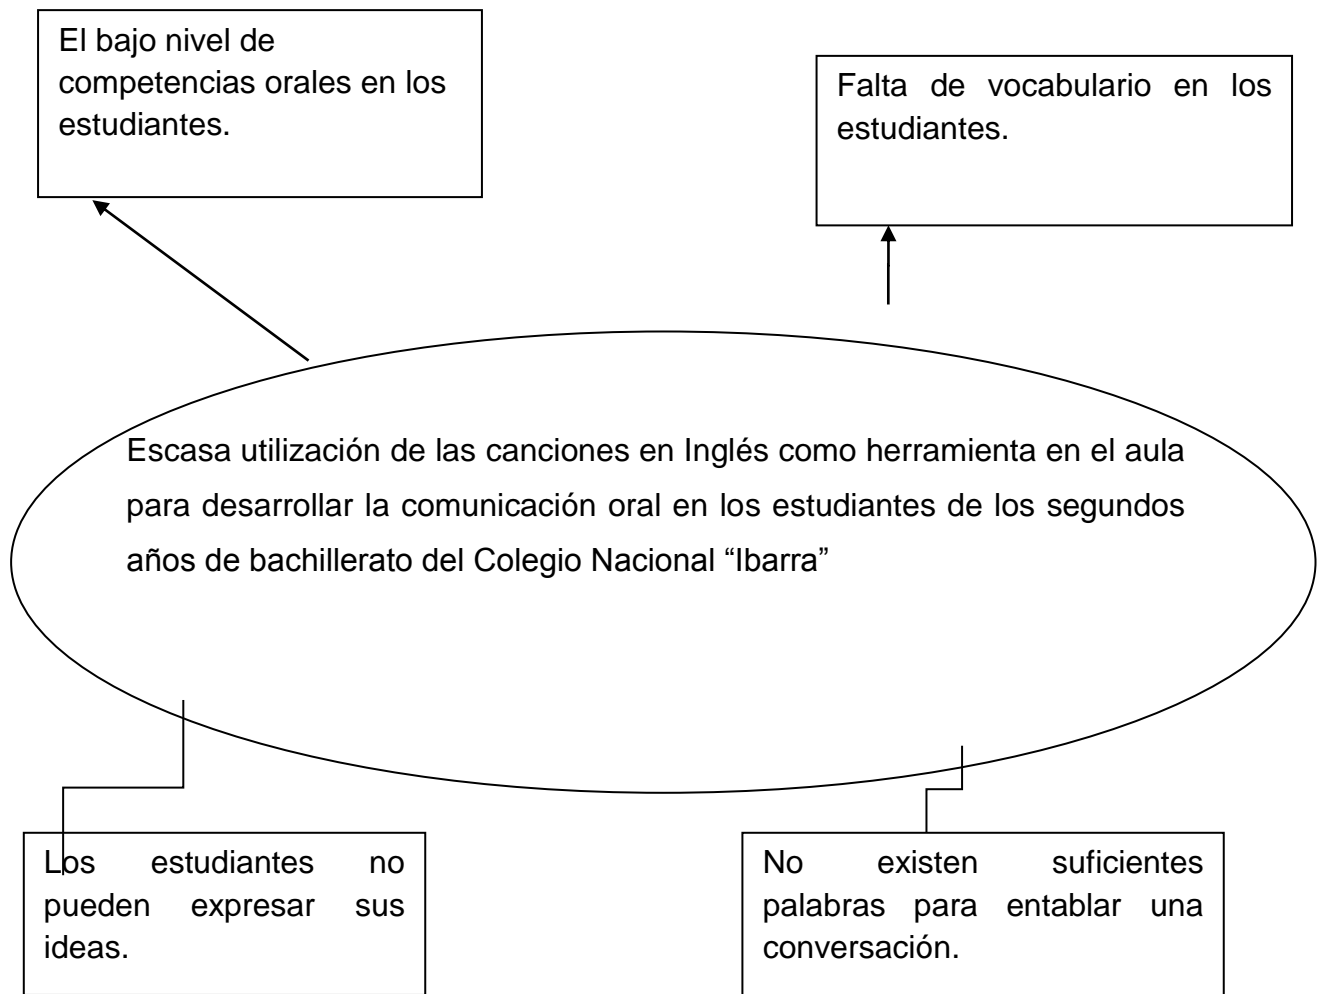 El bajo nivel de
competencias orales en los
estudiantes.
Falta de vocabulario en los
estudiantes.
Escasa utilización de las canciones en Inglés como herramienta en el aula
para desarrollar la comunicación oral en los estudiantes de los segundos
años de bachillerato del Colegio Nacional “Ibarra”
Los estudiantes no
pueden expresar sus
ideas.
No existen suficientes
palabras para entablar una
conversación.